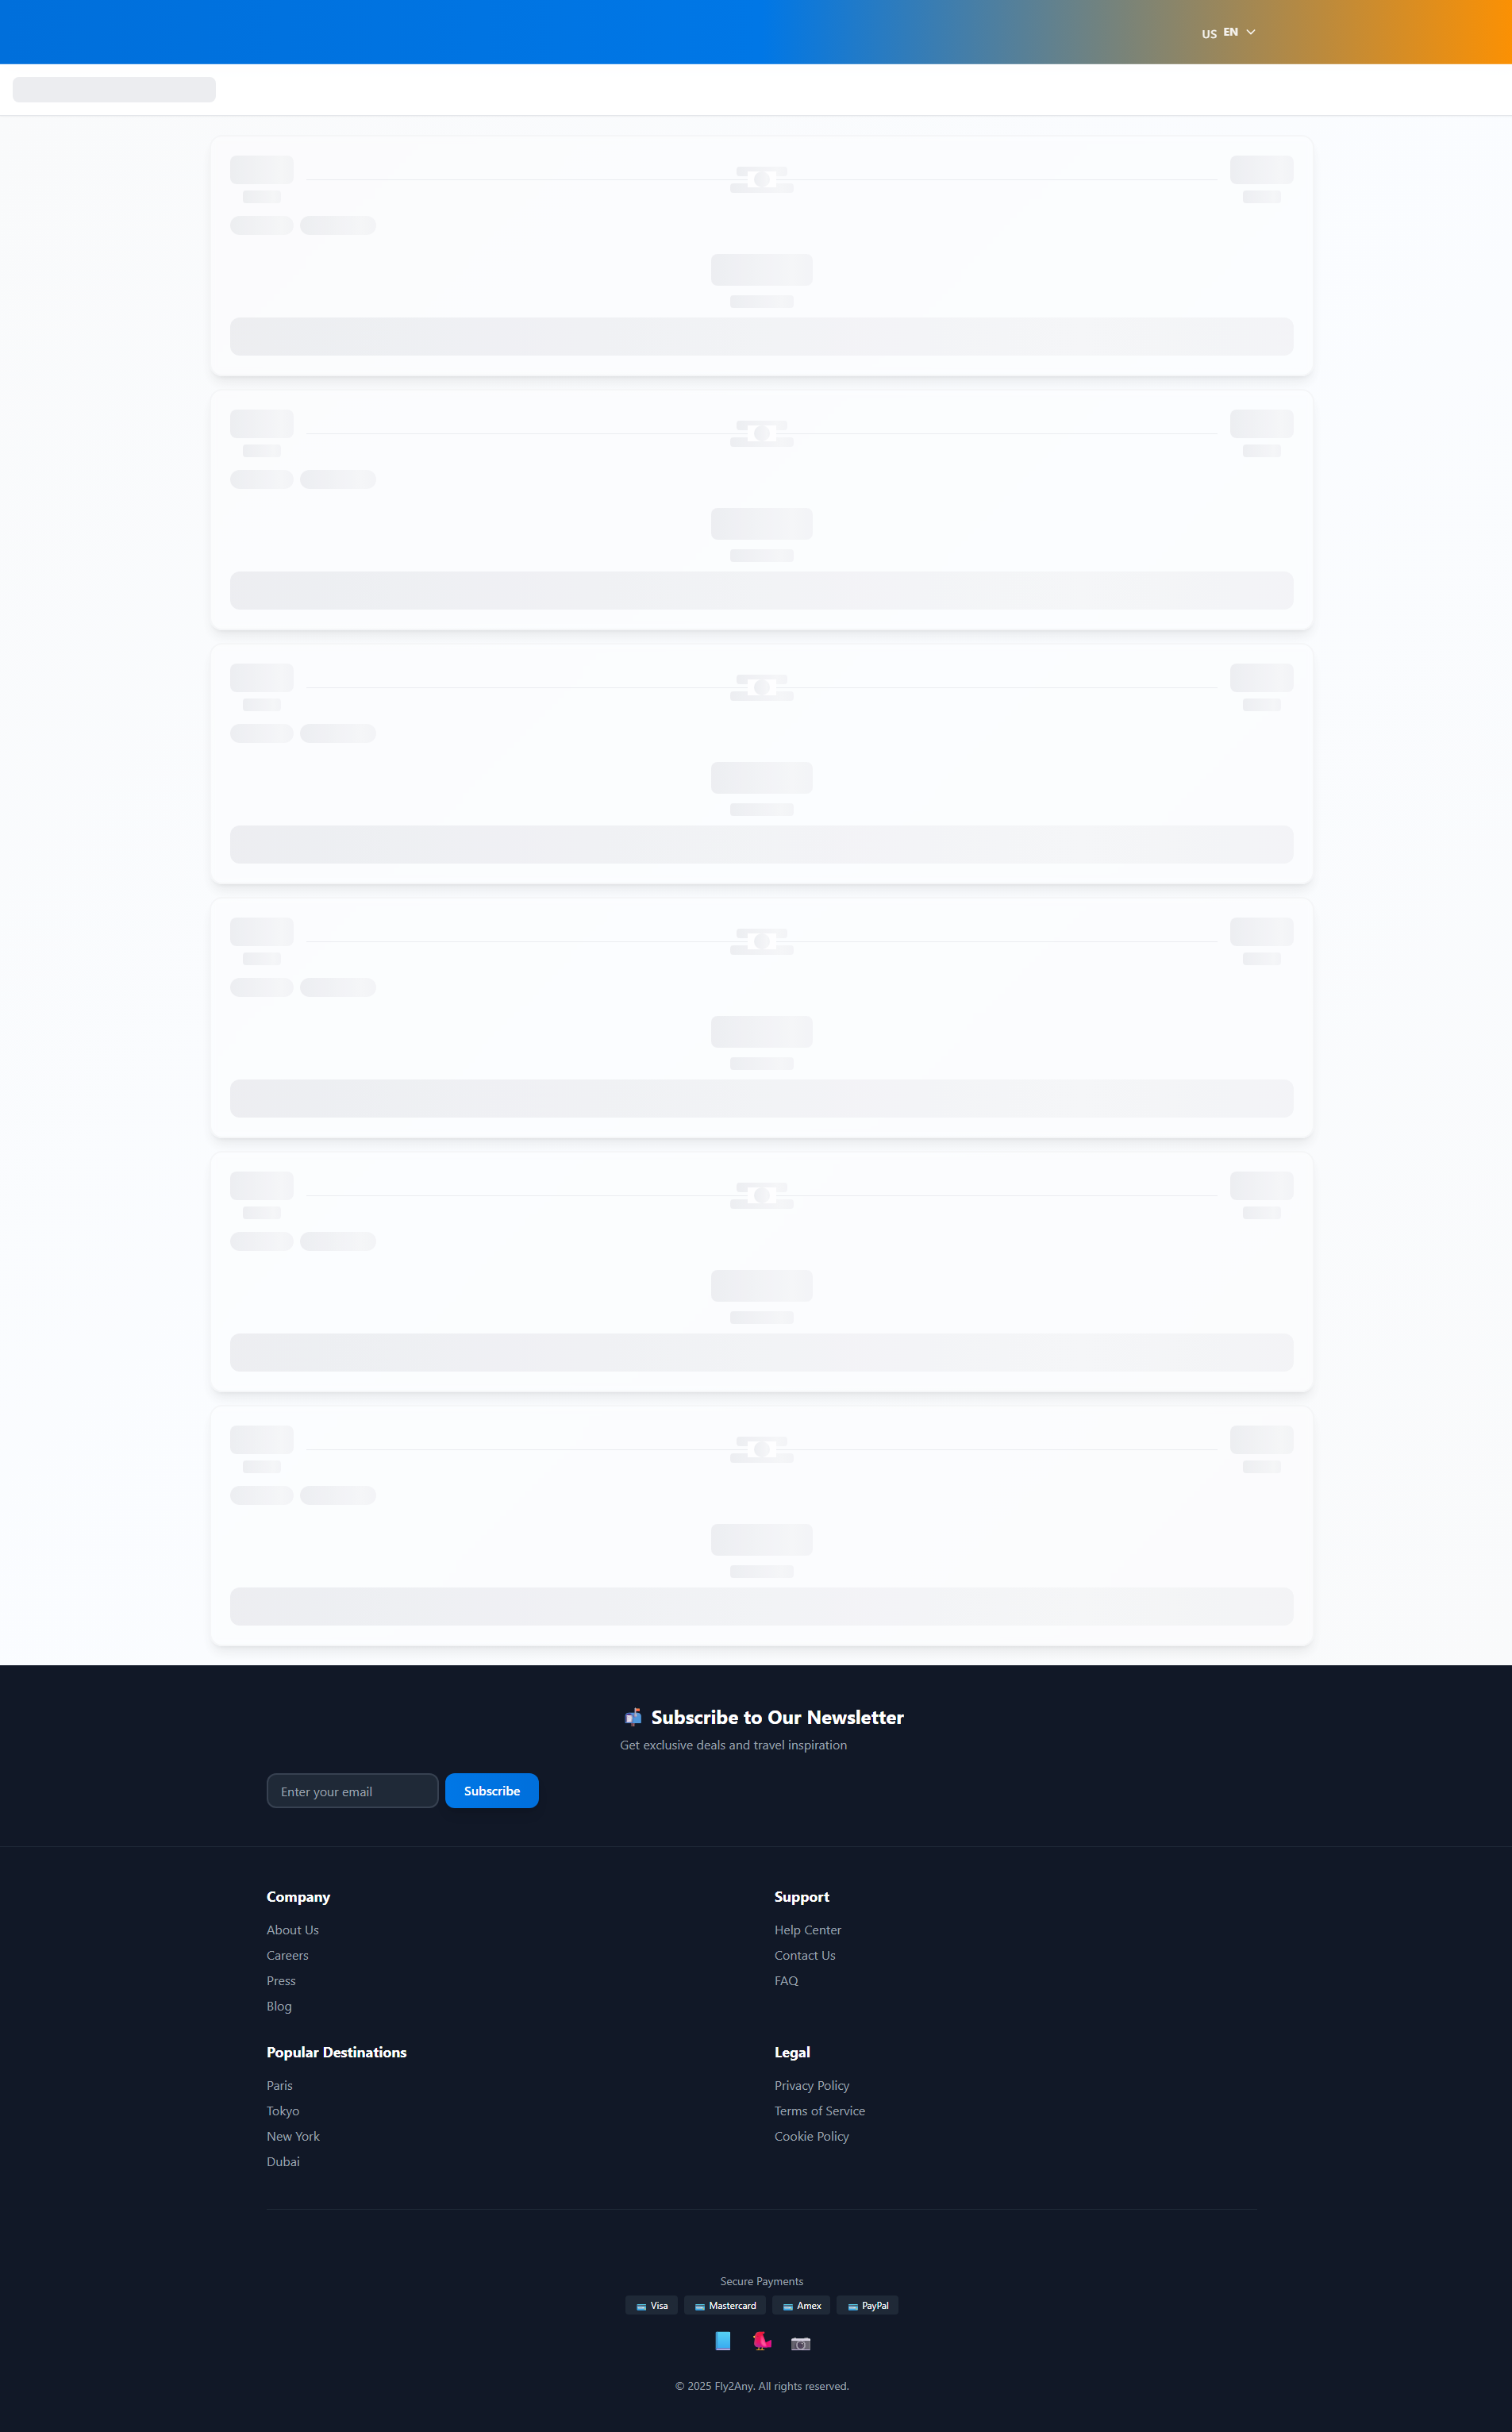 US EN
Subscribe to Our Newsletter
Get exclusive deals and travel inspiration
Enter your email
Subscribe
Company
About Us
Careers
Press
Blog
Support
Help Center
Contact Us
FAQ
Popular Destinations
Paris
Tokyo
New York
Dubai
Legal
Privacy Policy
Terms of Service
Cookie Policy
Secure Payments
Visa Mastercard Amex PayPal
© 2025 Fly2Any. All rights reserved.